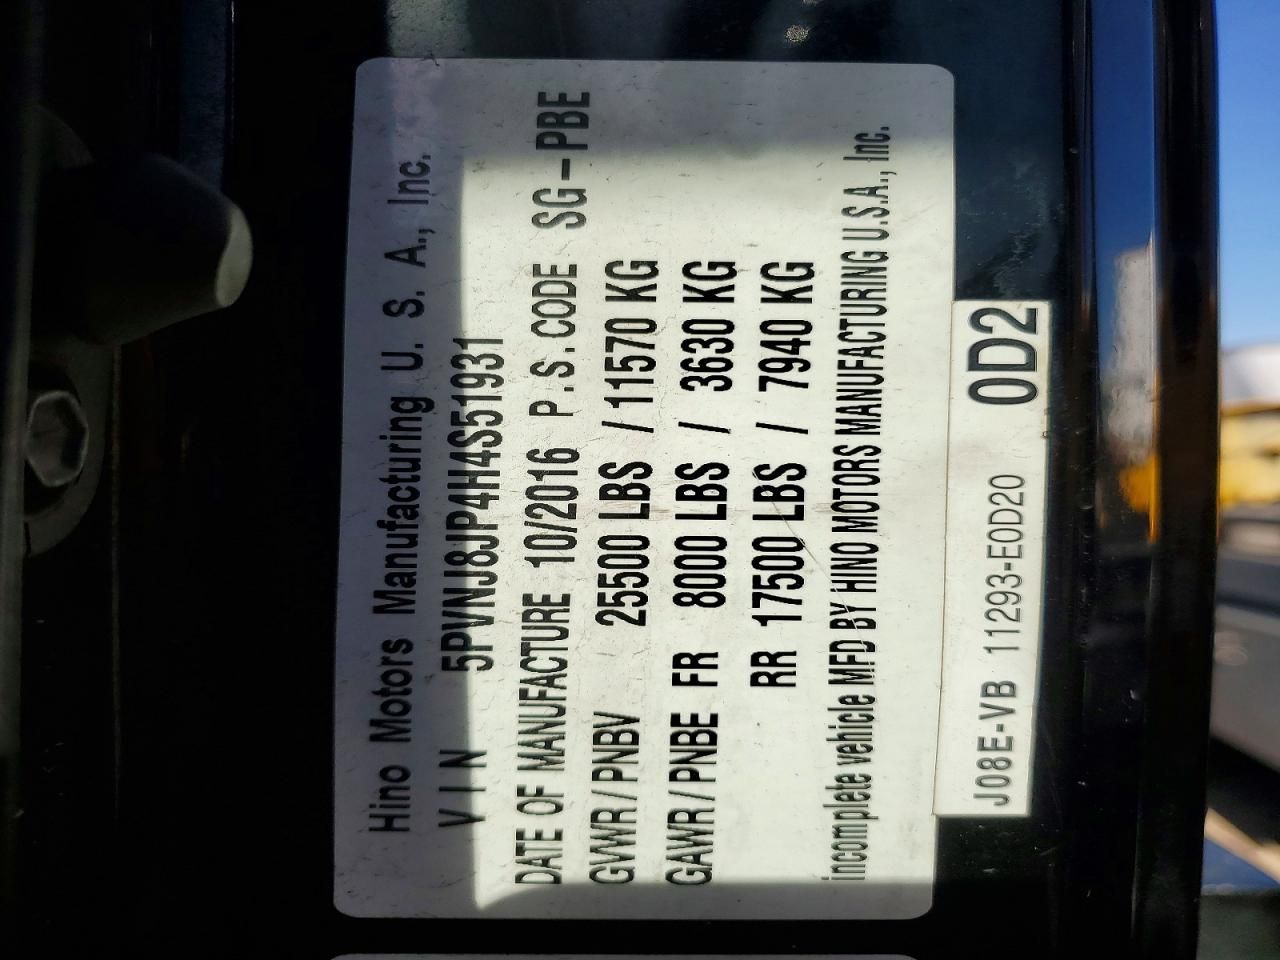 Hino Motors Manufacturing U. S. A., Inc.
VIN 5PVNJ8JP4H4S51931
DATE OF MANUFACTURE 10/2016 P.S.CODE SG-PBE
GVWR/PNBV 25500 LBS / 11570 KG
GAWR/PNBE FR 8000 LBS / 3630 KG
RR 17500 LBS / 7940 KG
incomplete vehicle MFD BY HINO MOTORS MANUFACTURING U.S.A., Inc.
J08E-VB 11293-E0D20 0D2